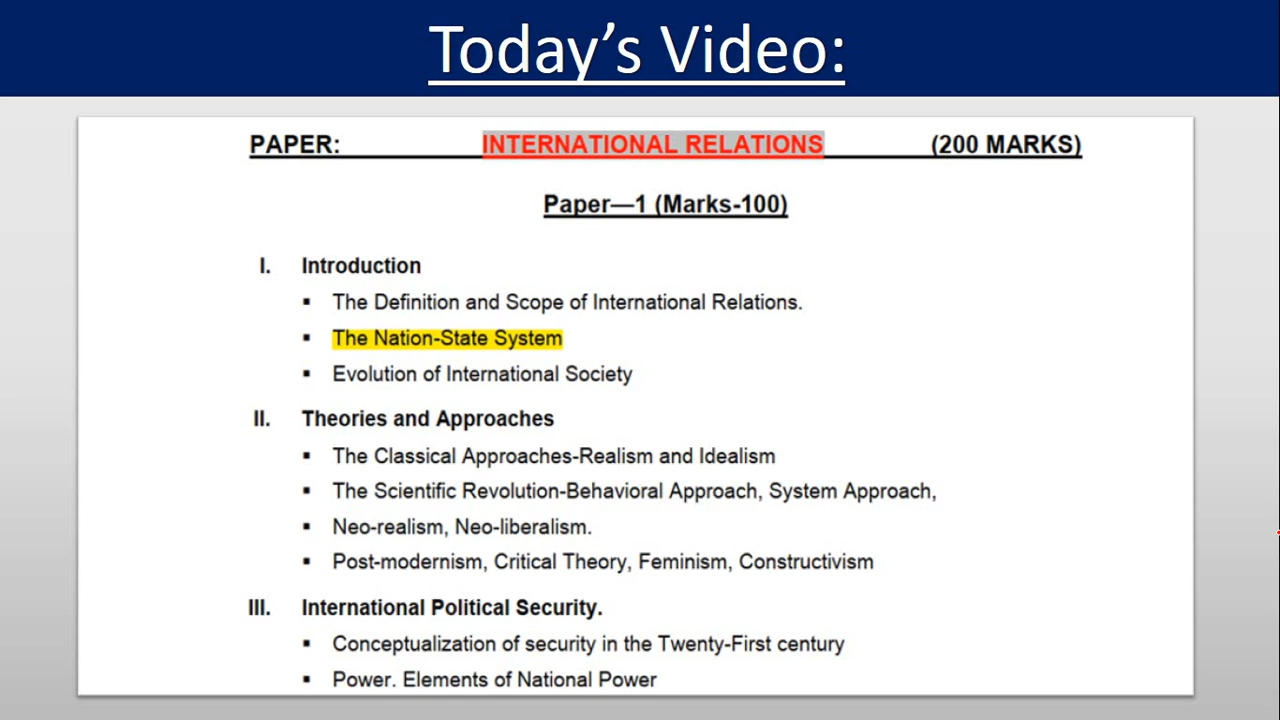 Today's Video:
PAPER: INTERNATIONAL RELATIONS (200 MARKS)
Paper—1 (Marks-100)
I. Introduction
▪ The Definition and Scope of International Relations.
▪ The Nation-State System
▪ Evolution of International Society
II. Theories and Approaches
▪ The Classical Approaches-Realism and Idealism
▪ The Scientific Revolution-Behavioral Approach, System Approach,
▪ Neo-realism, Neo-liberalism.
▪ Post-modernism, Critical Theory, Feminism, Constructivism
III. International Political Security.
▪ Conceptualization of security in the Twenty-First century
▪ Power. Elements of National Power